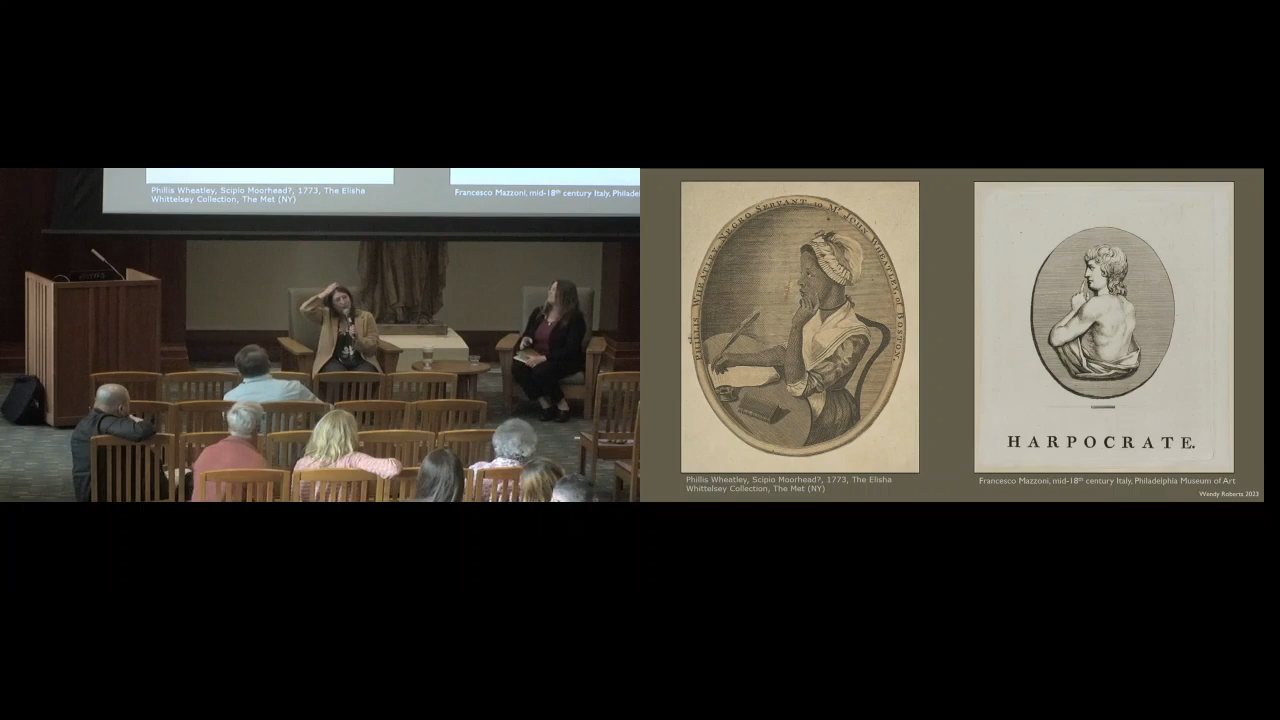 Phillis Wheatley, Scipio Moorhead?, 1773, The Elisha
Whittelsey Collection, The Met (NY)
Francesco Mazzoni, mid-18th century Italy, Philadel
PHILLIS WHEATLEY, NEGRO SERVANT to Mr. JOHN WHEATLEY, of BOSTON.
HARPOCRATE.
Phillis Wheatley, Scipio Moorhead?, 1773, The Elisha
Whittelsey Collection, The Met (NY)
Francesco Mazzoni, mid-18th century Italy, Philadelphia Museum of Art
Wendy Roberts 2023